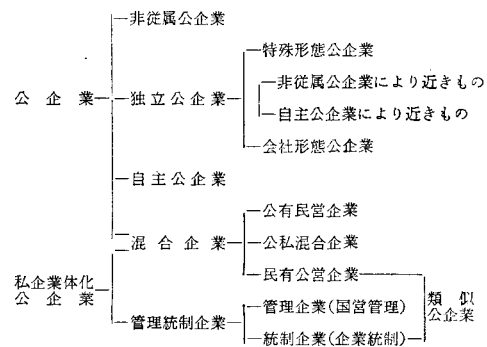 非従属公企業
特殊形態公企業
非従属公企業により近きもの
公企業
独立公企業
自主公企業により近きもの
会社形態公企業
自主公企業
公有民営企業
混合企業
公私混合企業
私企業体化
公企業
民有公営企業
類似
公企業
管理企業(国営管理)
管理統制企業
統制企業(企業統制)